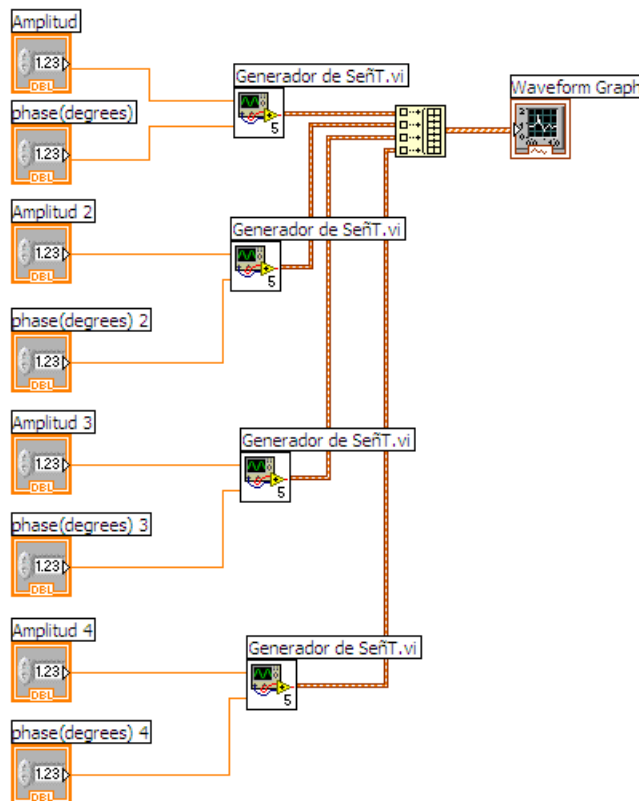 Amplitud
1.23
DBL
phase(degrees)
1.23
DBL
Generador de SeñT.vi
5
Waveform Graph
Amplitud 2
1.23
DBL
phase(degrees) 2
1.23
DBL
Generador de SeñT.vi
5
Amplitud 3
1.23
DBL
phase(degrees) 3
1.23
DBL
Generador de SeñT.vi
5
Amplitud 4
1.23
DBL
phase(degrees) 4
1.23
DBL
Generador de SeñT.vi
5